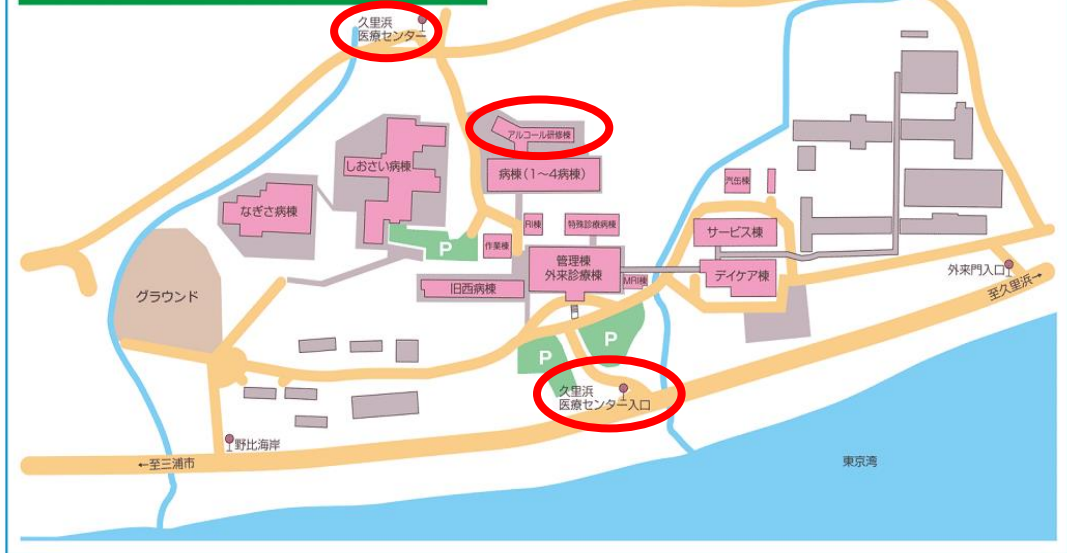 久里浜
医療センター
アルコール研修棟
しおさい病棟
病棟(1～4病棟)
汽缶棟
なぎさ病棟
RI棟
特殊診療病棟
サービス棟
P
作業棟
管理棟
外来診療棟
MRI棟
デイケア棟
外来門入口
グラウンド
旧西病棟
至久里浜→
P
P
久里浜
医療センター入口
野比海岸
←至三浦市
東京湾